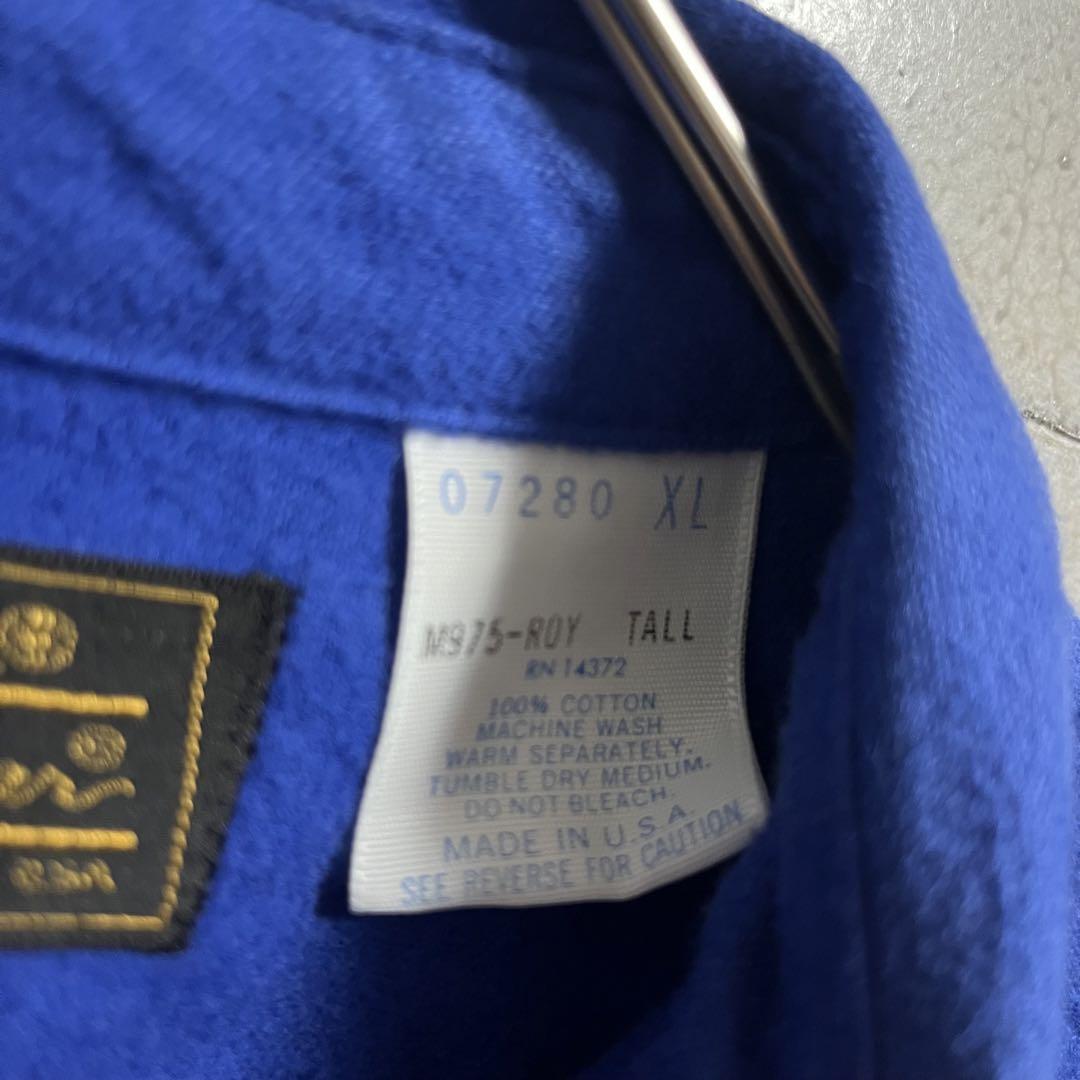 07280 XL
M975-ROY TALL
RN 14372
100% COTTON
MACHINE WASH
WARM SEPARATELY.
TUMBLE DRY MEDIUM.
DO NOT BLEACH.
MADE IN U.S.A.
SEE REVERSE FOR CAUTION